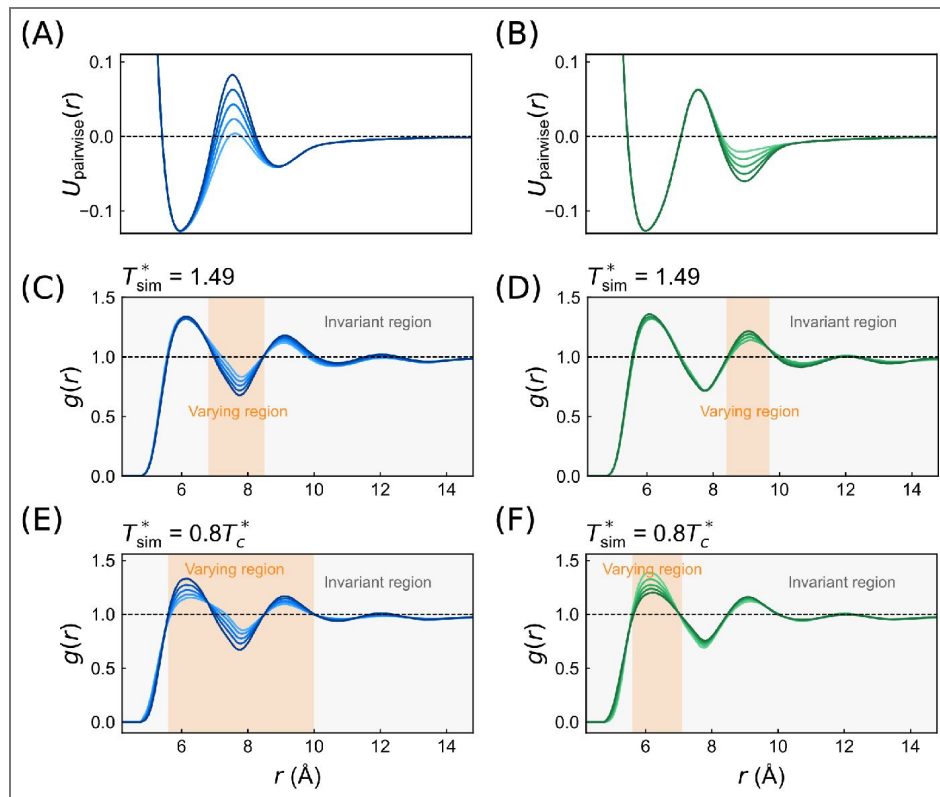 (A)
(B)
0.1
0.0
−0.1
U_pairwise(r)
0.1
0.0
−0.1
U_pairwise(r)
T*_sim = 1.49
T*_sim = 1.49
(C)
(D)
1.5
1.0
0.5
0.0
g(r)
Invariant region
Varying region
6 8 10 12 14
1.5
1.0
0.5
0.0
g(r)
Invariant region
Varying region
6 8 10 12 14
(E)
(F)
T*_sim = 0.8T*_c
T*_sim = 0.8T*_c
1.5
1.0
0.5
0.0
g(r)
Varying region
Invariant region
6 8 10 12 14
r (Å)
1.5
1.0
0.5
0.0
g(r)
Varying region
Invariant region
6 8 10 12 14
r (Å)